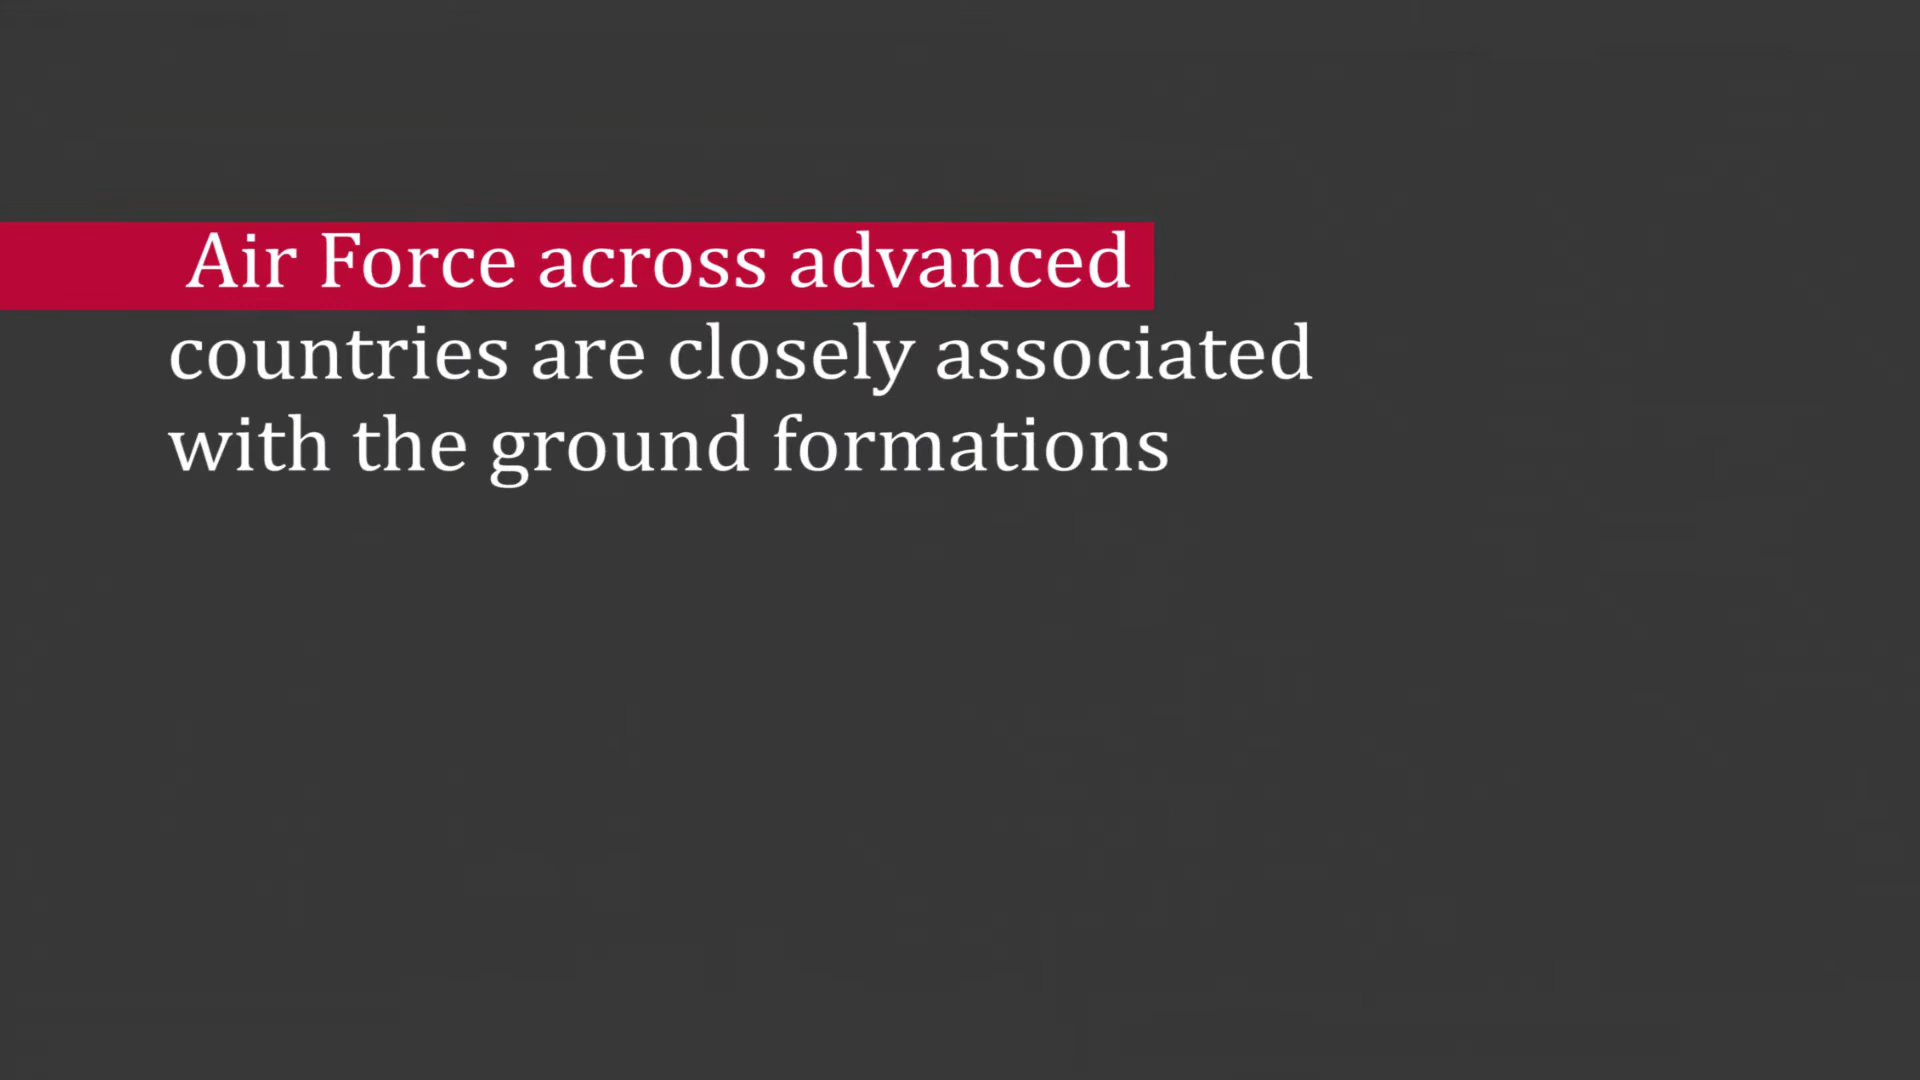 Air Force across advanced
countries are closely associated
with the ground formations